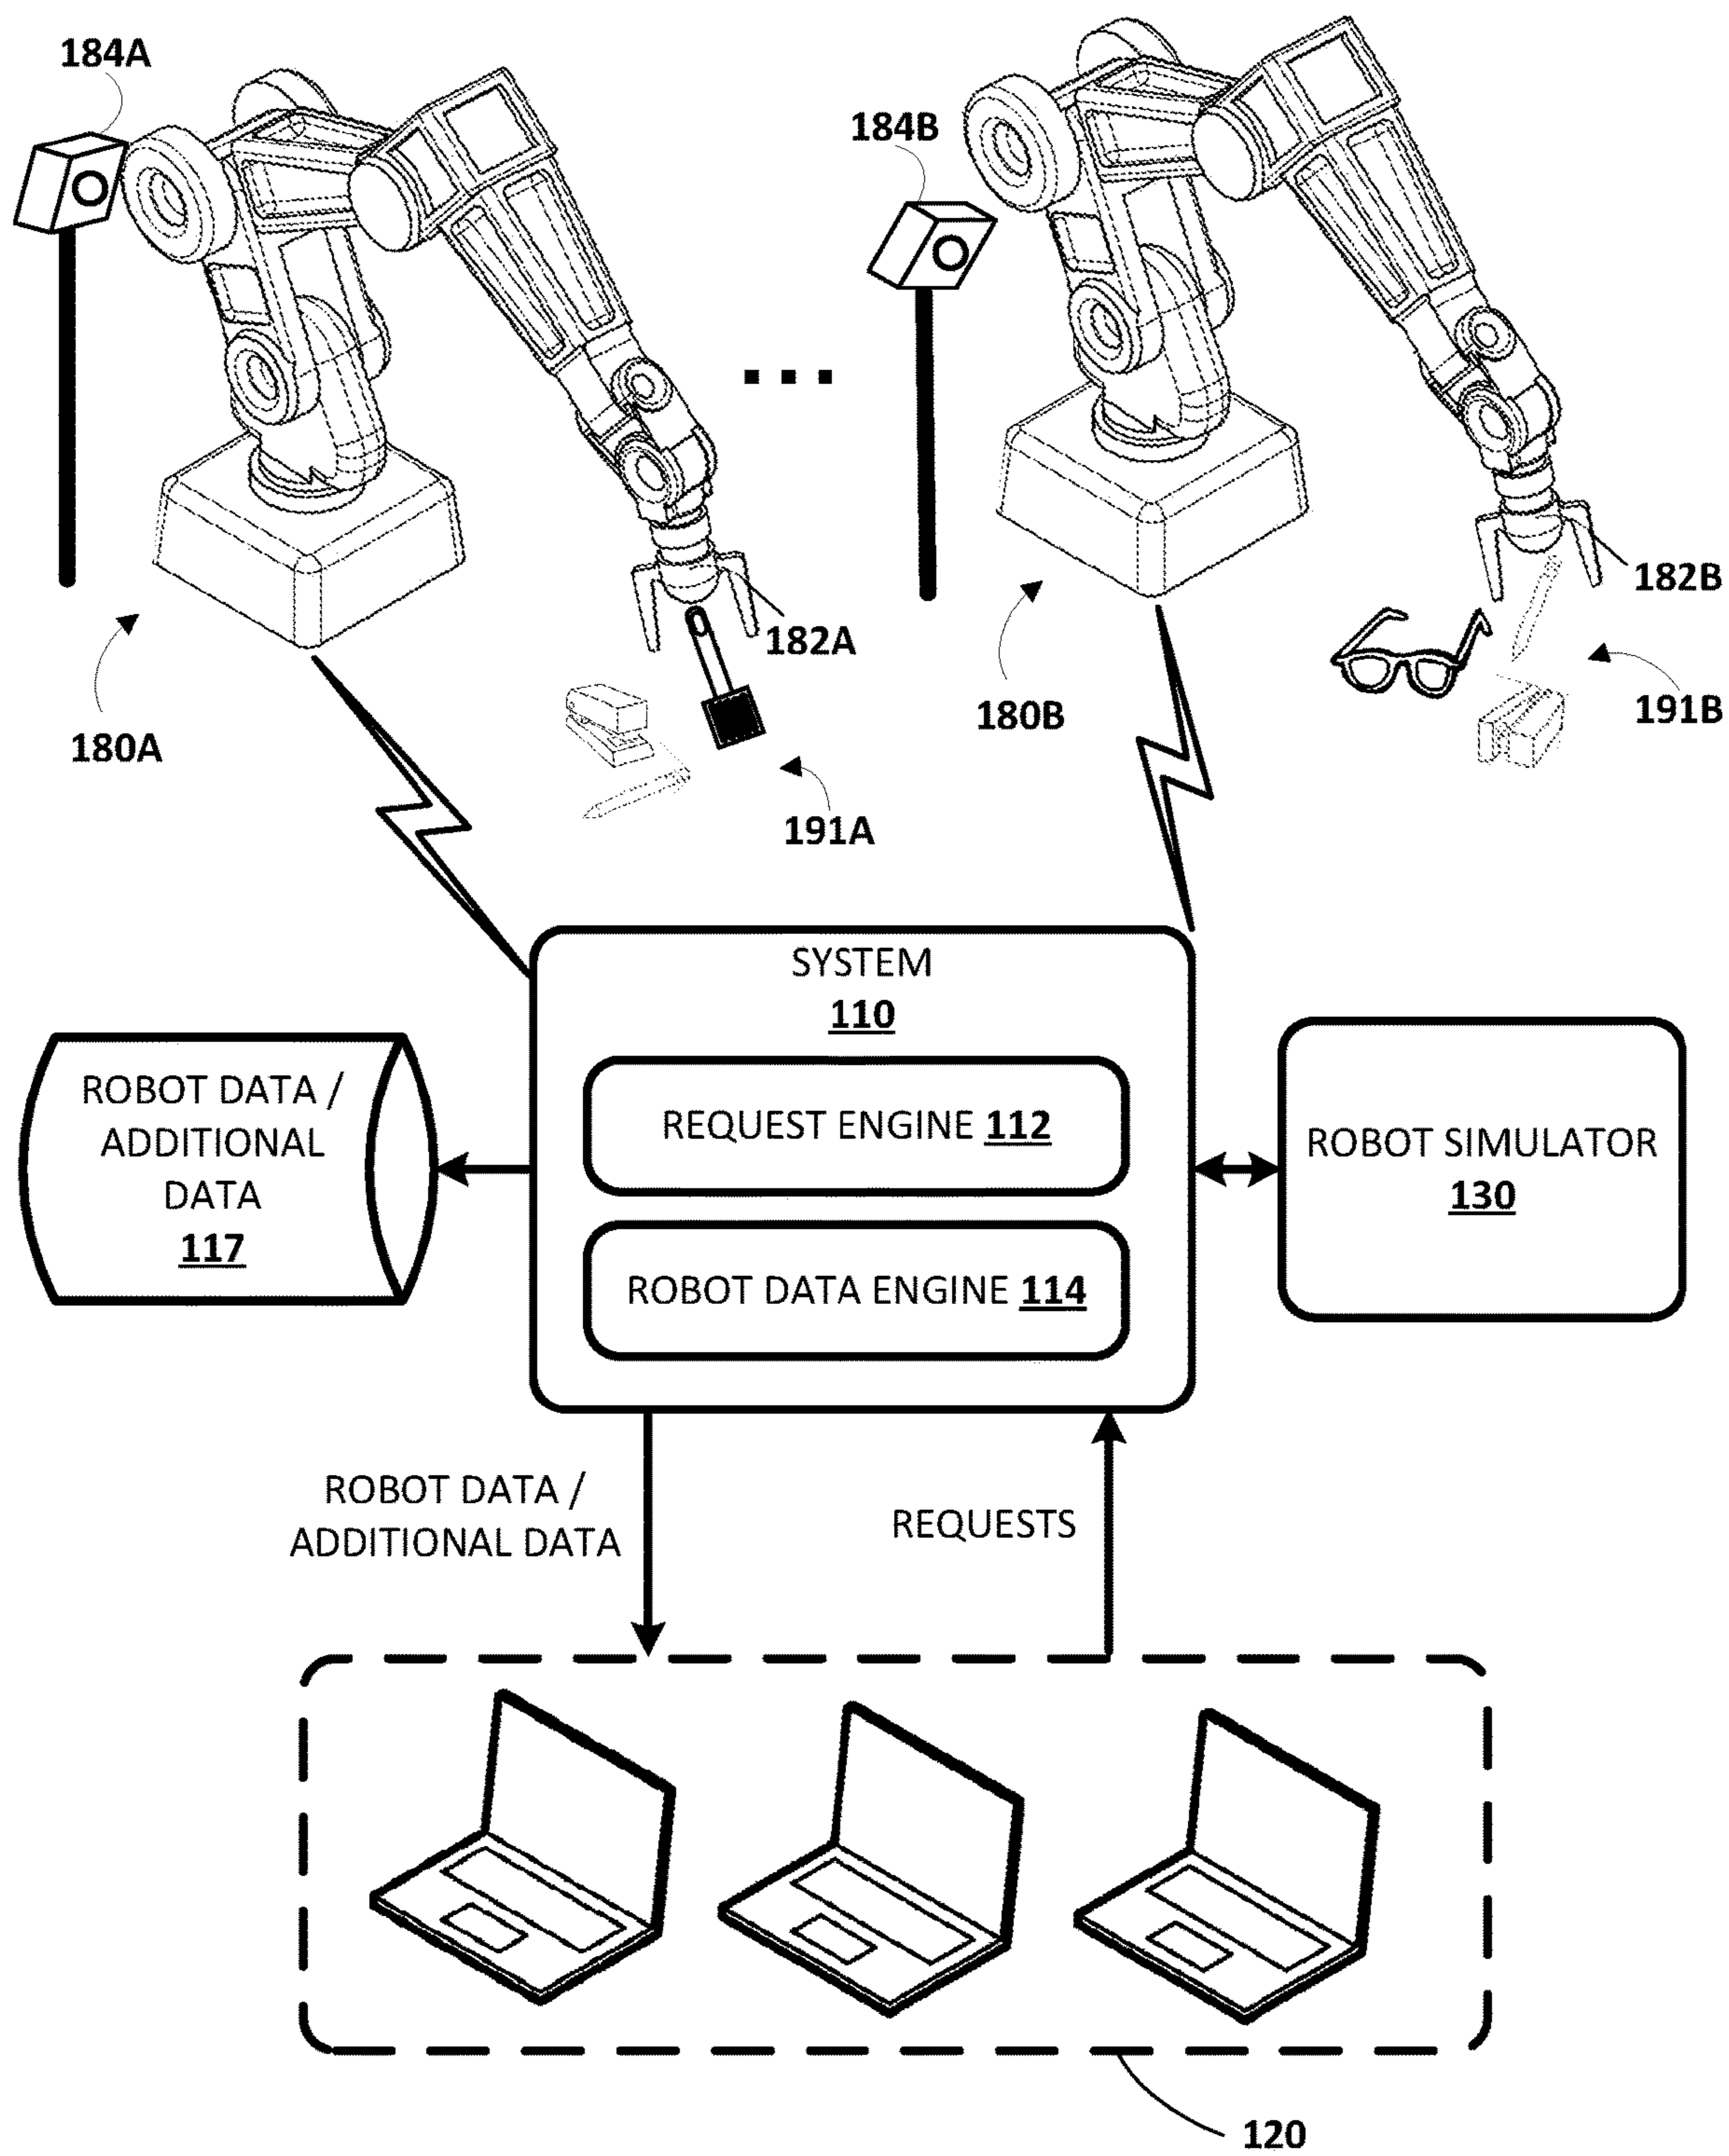 184A
184B
182B
182A
180A
180B
191B
191A
SYSTEM
110
REQUEST ENGINE 112
ROBOT DATA ENGINE 114
ROBOT DATA /
ADDITIONAL
DATA
117
ROBOT SIMULATOR
130
ROBOT DATA /
ADDITIONAL DATA
REQUESTS
120